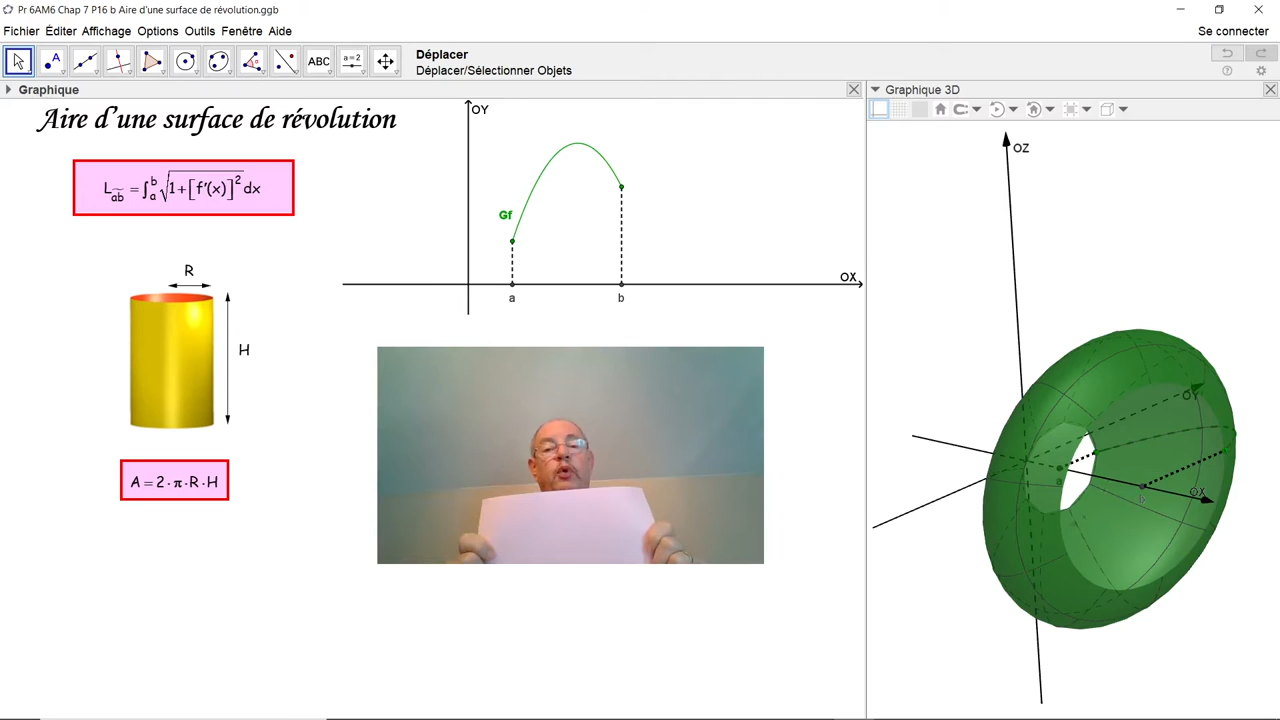 Pr 6AM6 Chap 7 P16 b Aire d'une surface de révolution.ggb
Fichier Éditer Affichage Options Outils Fenêtre Aide
Se connecter
A
ABC
a=2
Déplacer
Déplacer/Sélectionner Objets
Graphique
Graphique 3D
Aire d'une surface de révolution
L_{ab} = ∫_a^b √(1+[f'(x)]²) dx
R
H
A = 2·π·R·H
OY
Gf
OX
a
b
OZ
OY
a
OX
b